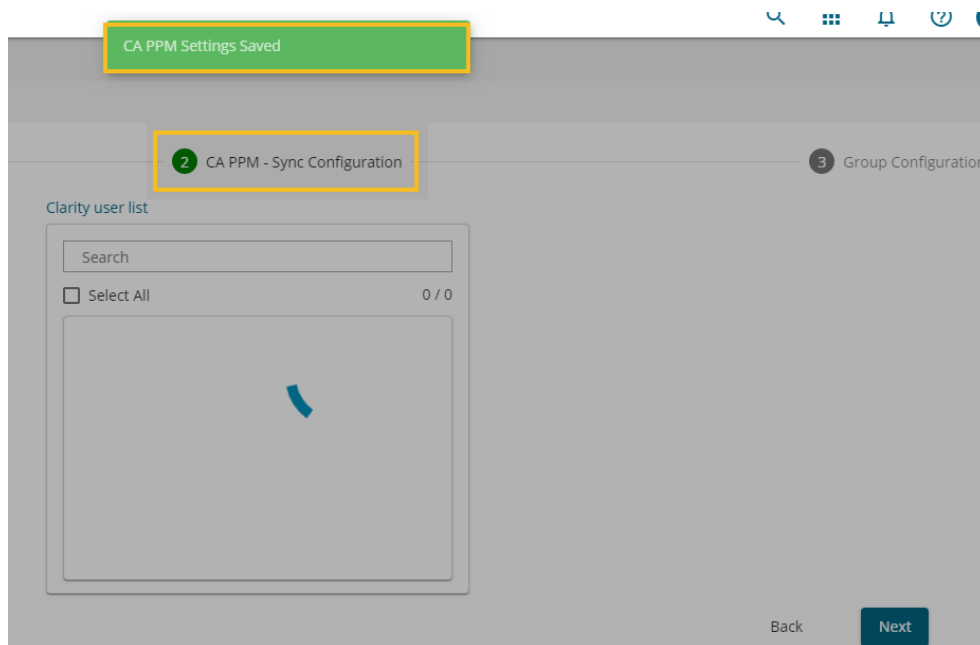 CA PPM Settings Saved
2 CA PPM - Sync Configuration
3 Group Configuration
Clarity user list
Search
Select All 0 / 0
Back Next